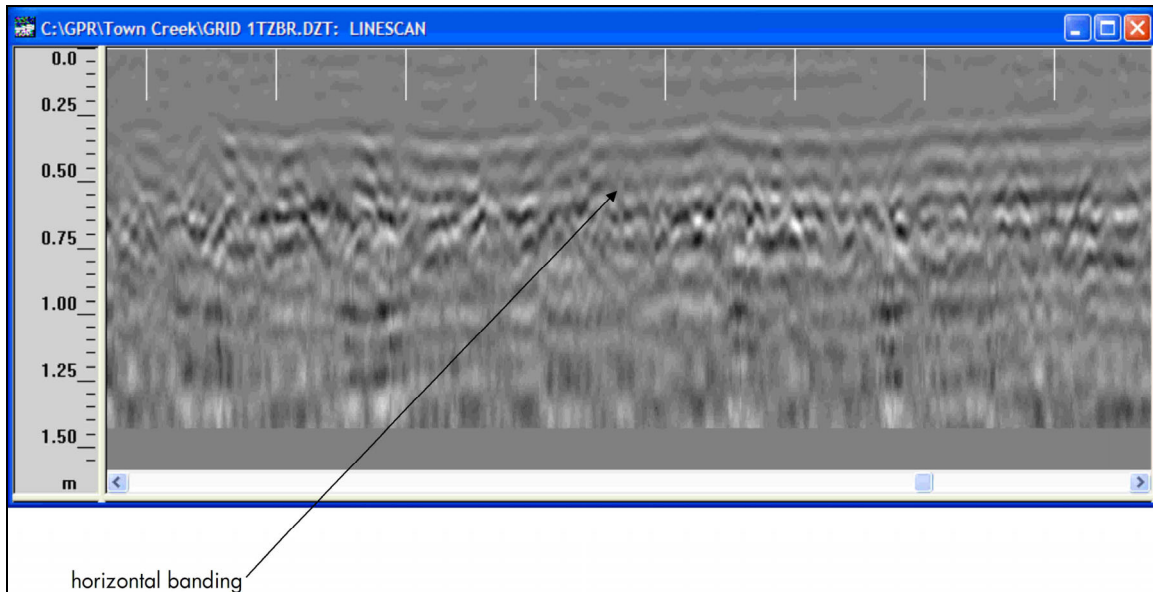 C:\GPR\Town Creek\GRID 1TZBR.DZT: LINESCAN
0.0
0.25
0.50
0.75
1.00
1.25
1.50
m
horizontal banding